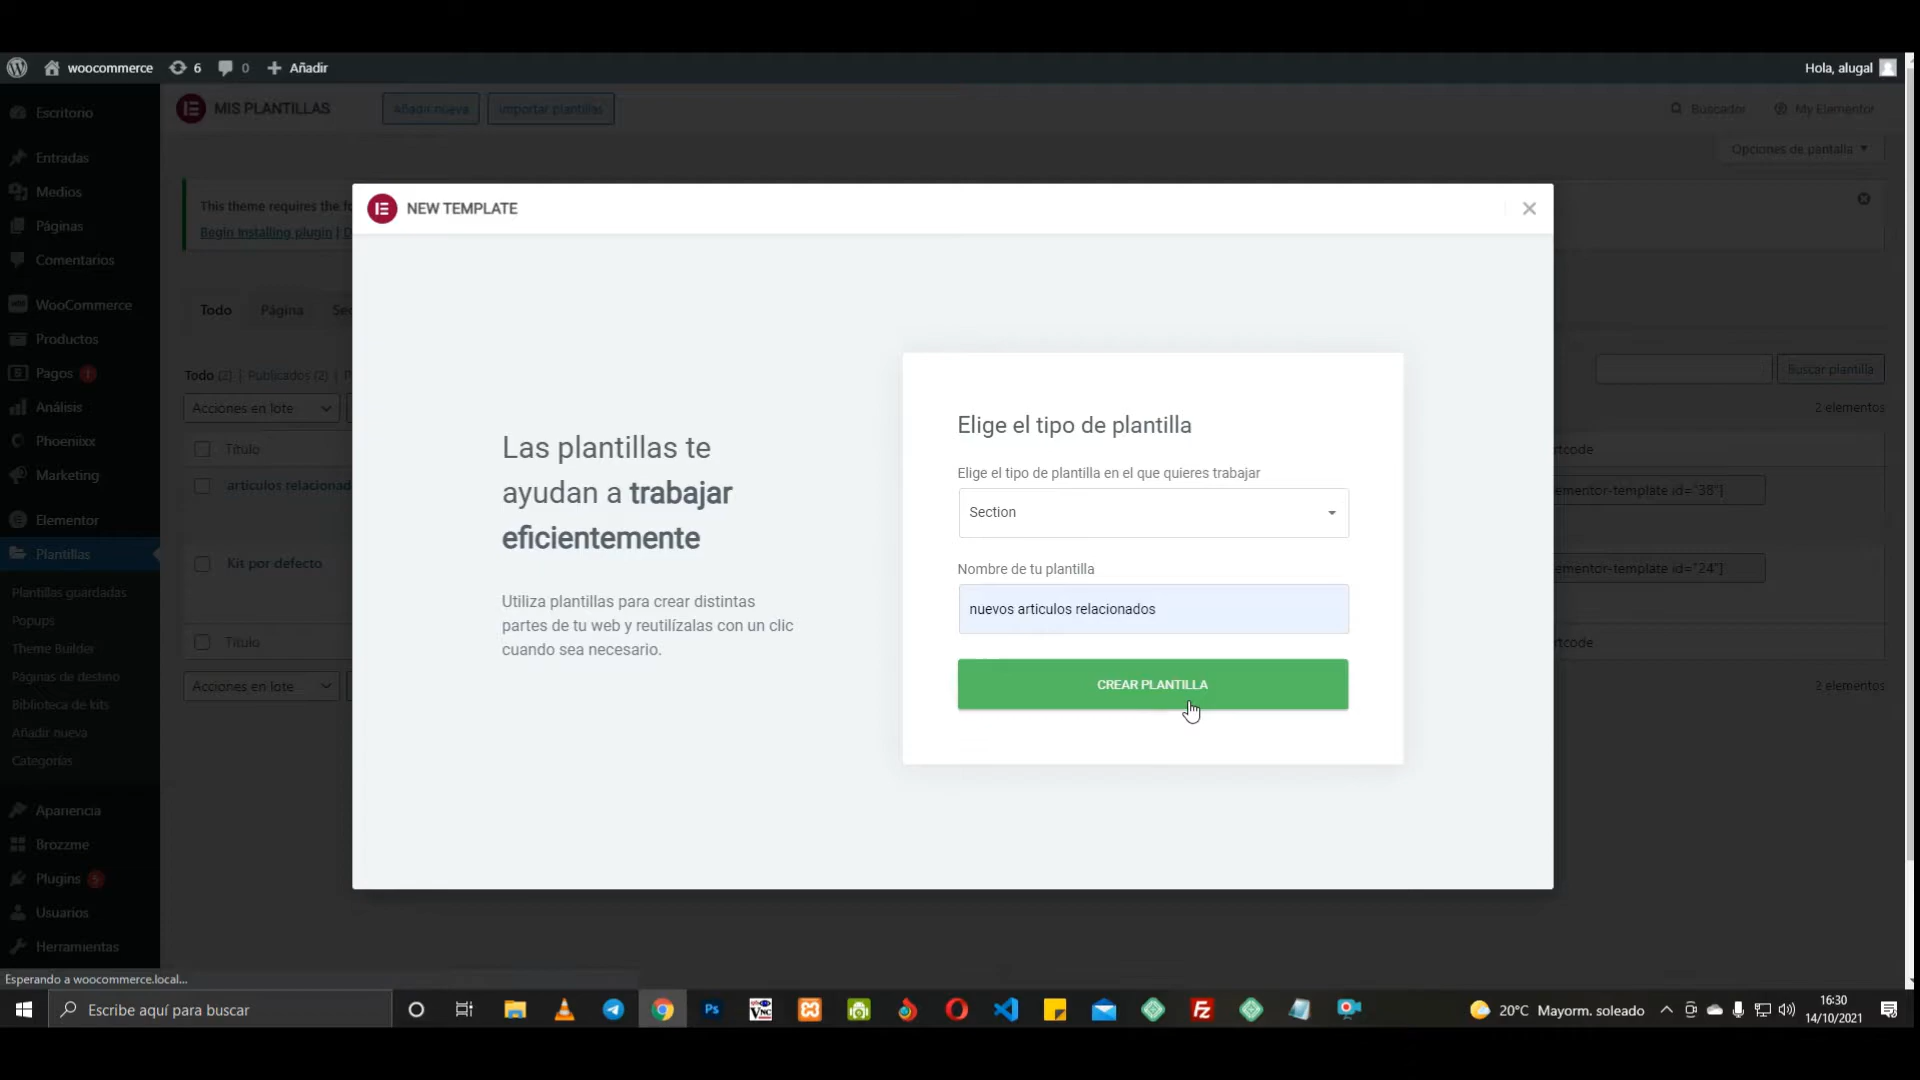 woocommerce 6 0 Añadir Hola, alugal
MIS PLANTILLAS Añadir nueva Importar plantillas Buscador My Elementor
Opciones de pantalla
Escritorio
Entradas
Medios
Páginas
Comentarios
WooCommerce
Productos
Pagos 1
Análisis
Phoenixx
Marketing
Elementor
Plantillas
Plantillas guardadas
Popups
Theme Builder
Páginas de destino
Biblioteca de kits
Añadir nueva
Categorías
Apariencia
Brozzme
Plugins 5
Usuarios
Herramientas
This theme requires the fo
Begin installing plugin | D
Todo Página Sec
Todo (2) | Publicados (2) |
Buscar plantilla
Acciones en lote
2 elementos
Título
rtcode
articulos relacionad
ementor-template id="38"]
Kit por defecto
ementor-template id="24"]
Título
rtcode
Acciones en lote
2 elementos
NEW TEMPLATE
Las plantillas te
ayudan a trabajar
eficientemente
Utiliza plantillas para crear distintas
partes de tu web y reutilízalas con un clic
cuando sea necesario.
Elige el tipo de plantilla
Elige el tipo de plantilla en el que quieres trabajar
Section
Nombre de tu plantilla
nuevos articulos relacionados
CREAR PLANTILLA
Esperando a woocommerce.local...
Escribe aquí para buscar
Ps
VNC
Fz
20°C Mayorm. soleado
16:30
14/10/2021